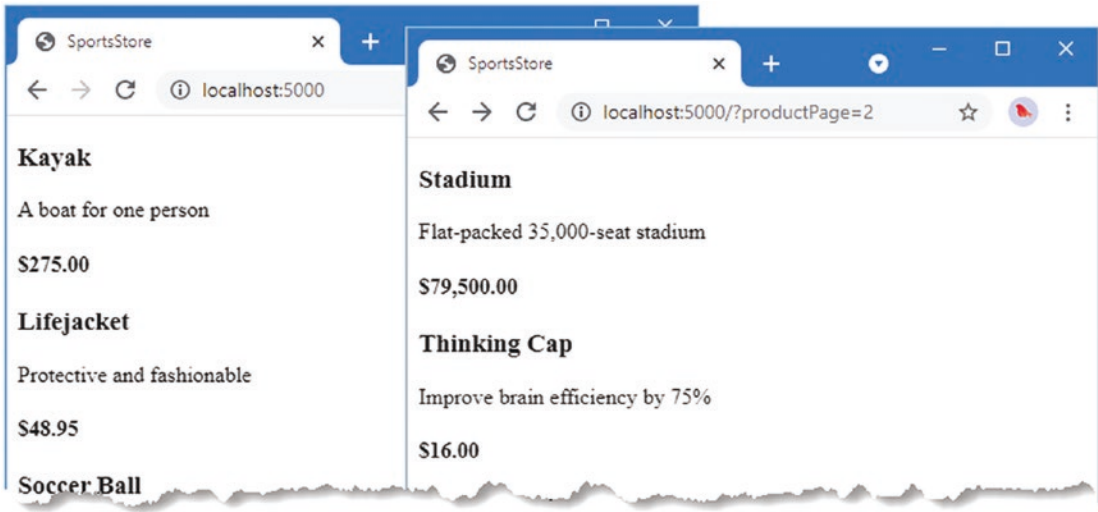 SportsStore
localhost:5000
Kayak
A boat for one person
$275.00
Lifejacket
Protective and fashionable
$48.95
Soccer Ball
SportsStore
localhost:5000/?productPage=2
Stadium
Flat-packed 35,000-seat stadium
$79,500.00
Thinking Cap
Improve brain efficiency by 75%
$16.00